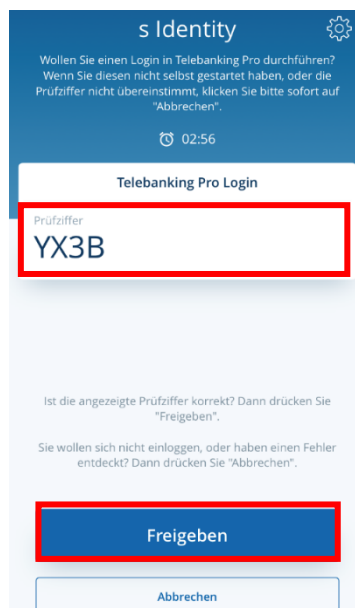 s Identity
Wollen Sie einen Login in Telebanking Pro durchführen?
Wenn Sie diesen nicht selbst gestartet haben, oder die
Prüfziffer nicht übereinstimmt, klicken Sie bitte sofort auf
"Abbrechen".
02:56
Telebanking Pro Login
Prüfziffer
YX3B
Ist die angezeigte Prüfziffer korrekt? Dann drücken Sie
"Freigeben".
Sie wollen sich nicht einloggen, oder haben einen Fehler
entdeckt? Dann drücken Sie "Abbrechen".
Freigeben
Abbrechen